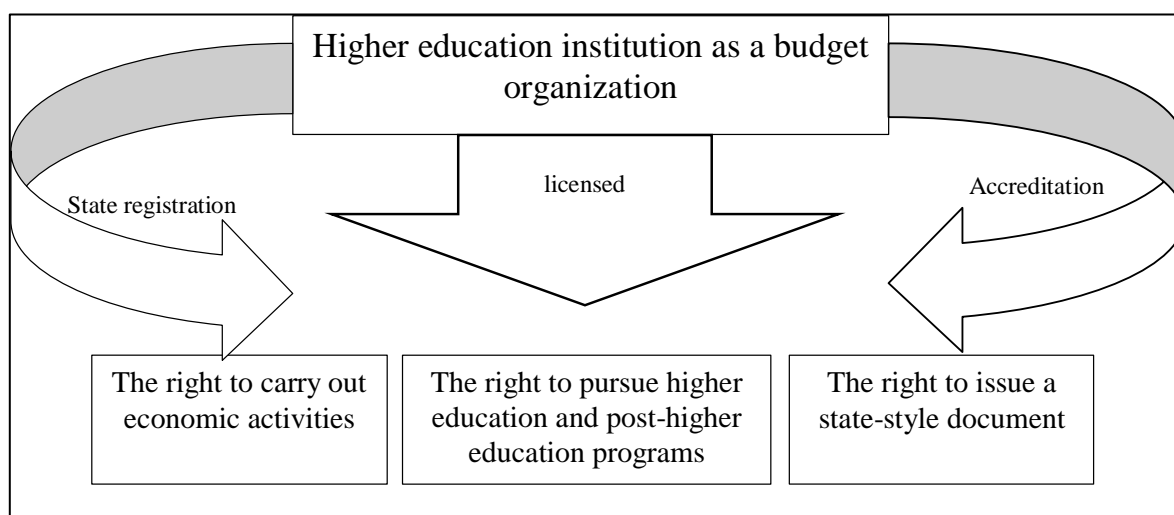 Higher education institution as a budget
organization
licensed
State registration
Accreditation
The right to carry out
economic activities
The right to pursue higher
education and post-higher
education programs
The right to issue a
state-style document